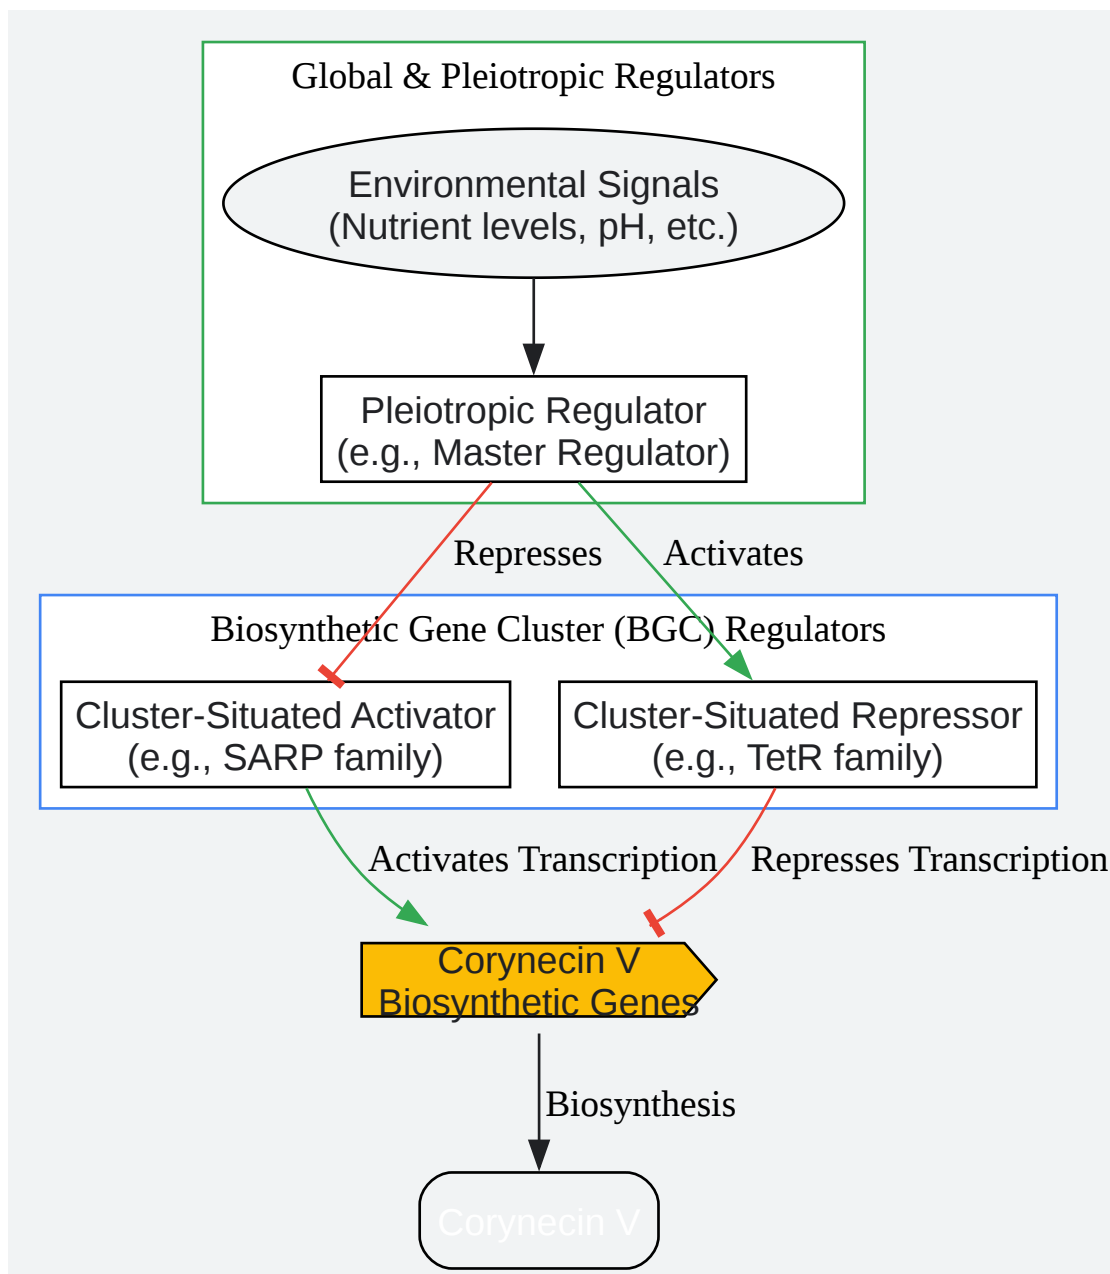 Global & Pleiotropic Regulators
Environmental Signals
(Nutrient levels, pH, etc.)
Pleiotropic Regulator
(e.g., Master Regulator)
Represses
Activates
Biosynthetic Gene Cluster (BGC) Regulators
Cluster-Situated Activator
(e.g., SARP family)
Cluster-Situated Repressor
(e.g., TetR family)
Activates Transcription
Represses Transcription
Corynecin V
Biosynthetic Genes
Biosynthesis
Corynecin V